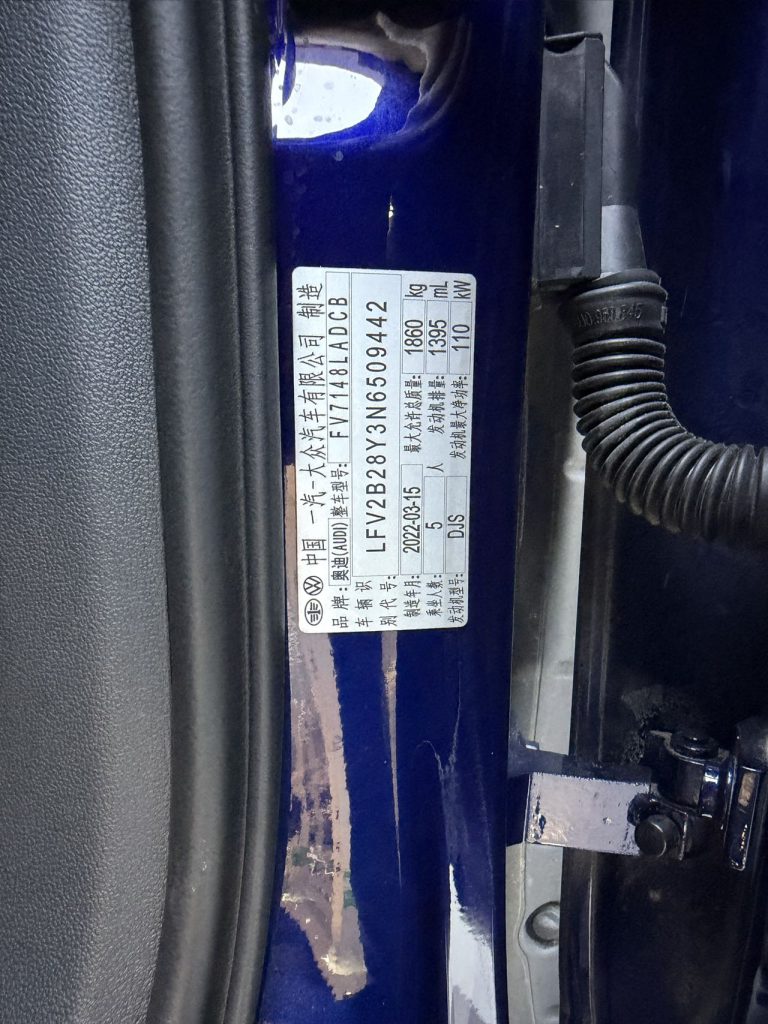 中国 一汽-大众汽车有限公司 制造
品牌:奥迪(AUDI) 整车型号: FV7148LADCB
车辆识别代号: LFV2B28Y3N6509442
制造年月: 2022-03-15 最大允许总质量: 1860 kg
乘坐人数: 5 人 发动机排量: 1395 mL
发动机型号: DJS 发动机最大净功率: 110 kW